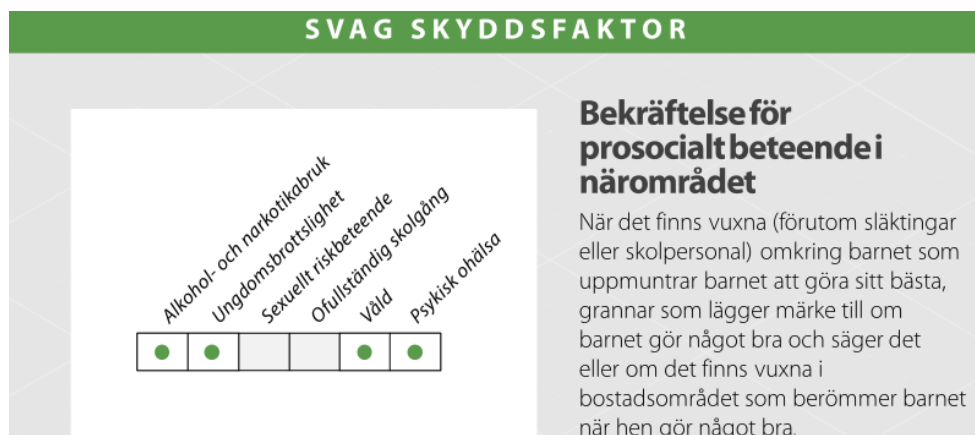 SVAG SKYDDSFAKTOR
Alkohol- och narkotikabruk
Ungdomsbrottslighet
Sexuellt riskbeteende
Ofullständig skolgång
Våld
Psykisk ohälsa
Bekräftelse för
prosocialt beteende i
närområdet
När det finns vuxna (förutom släktingar
eller skolpersonal) omkring barnet som
uppmuntrar barnet att göra sitt bästa,
grannar som lägger märke till om
barnet gör något bra och säger det
eller om det finns vuxna i
bostadsområdet som berömmer barnet
när hen gör något bra.